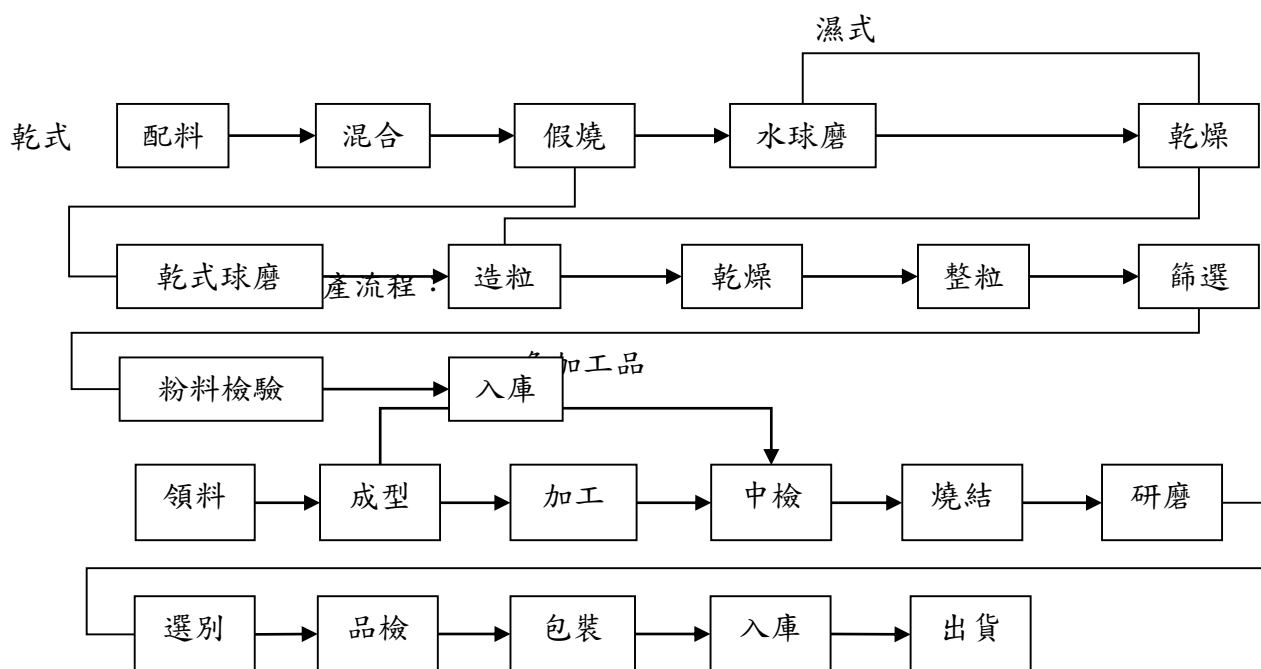 濕式
乾式 配料 混合 假燒 水球磨 乾燥
乾式球磨 造粒 乾燥 整粒 篩選
產流程：
加工品
粉料檢驗 入庫
領料 成型 加工 中檢 燒結 研磨
選別 品檢 包裝 入庫 出貨